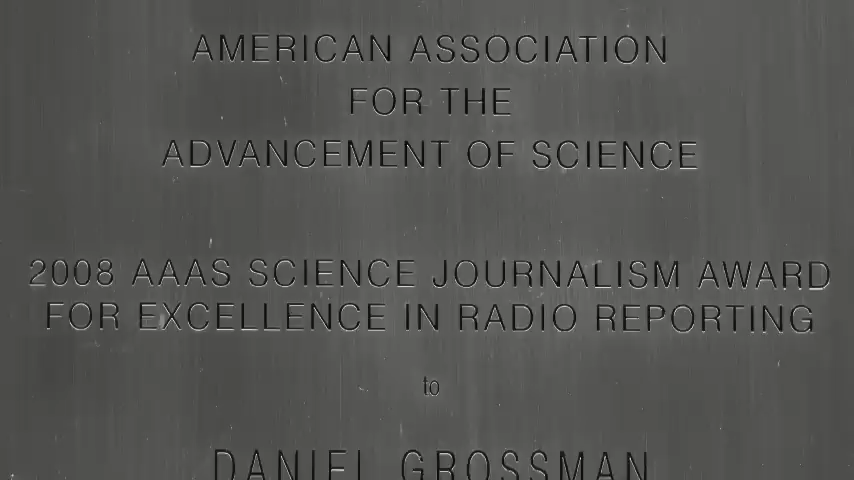 AMERICAN ASSOCIATION
FOR THE
ADVANCEMENT OF SCIENCE
2008 AAAS SCIENCE JOURNALISM AWARD
FOR EXCELLENCE IN RADIO REPORTING
to
DANIEL GROSSMAN